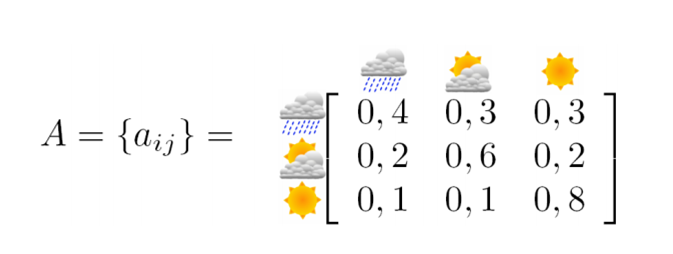 A = {a_ij} =
0, 4 0, 3 0, 3
0, 2 0, 6 0, 2
0, 1 0, 1 0, 8